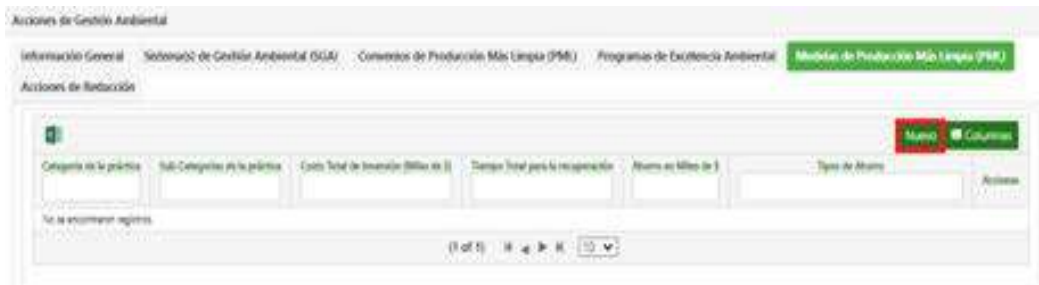 Acciones de Gestión Ambiental
Información General Sistema(s) de Gestión Ambiental (SGA) Convenios de Producción Más Limpia (PML) Programas de Excelencia Ambiental Medidas de Producción Más Limpia (PML)
Acciones de Reducción
Nuevo Columnas
Categoría de la práctica Sub Categorías de la práctica Costo Total de Inversión (Miles de $) Tiempo Total para la recuperación Ahorro en Miles de $ Tipos de Ahorro Acciones
No se encontraron registros
(1 of 1) 10